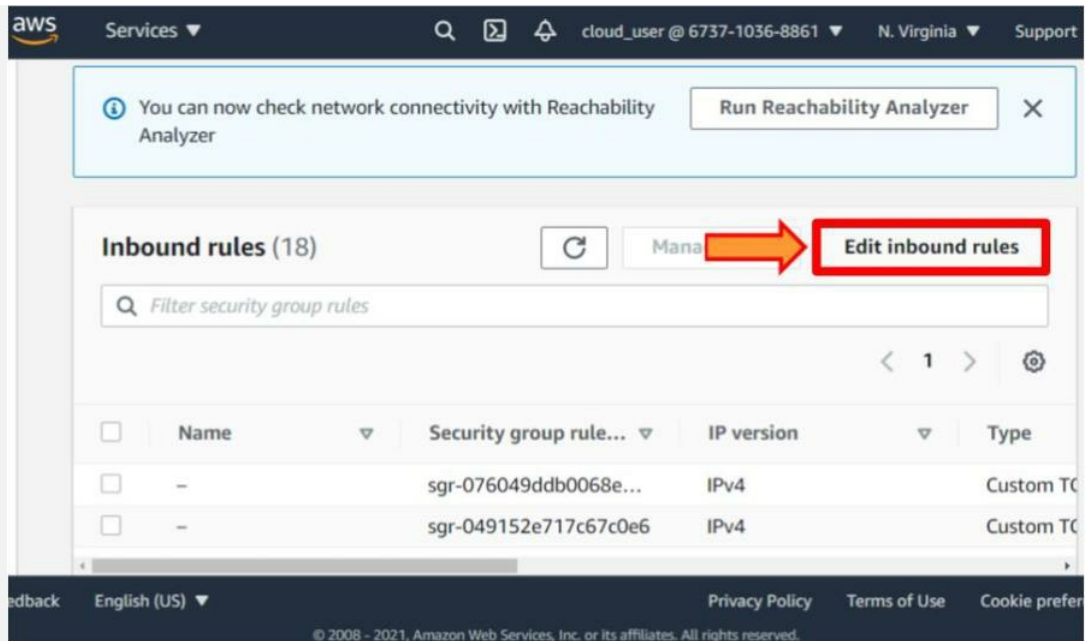 aws Services ▼ cloud_user @ 6737-1036-8861 ▼ N. Virginia ▼ Support
You can now check network connectivity with Reachability
Analyzer
Run Reachability Analyzer
Inbound rules (18)
Mana
Edit inbound rules
Filter security group rules
1
Name Security group rule... IP version Type
– sgr-076049ddb0068e... IPv4 Custom TC
– sgr-049152e717c67c0e6 IPv4 Custom TC
edback English (US) ▼ Privacy Policy Terms of Use Cookie prefer
© 2008 - 2021, Amazon Web Services, Inc. or its affiliates. All rights reserved.